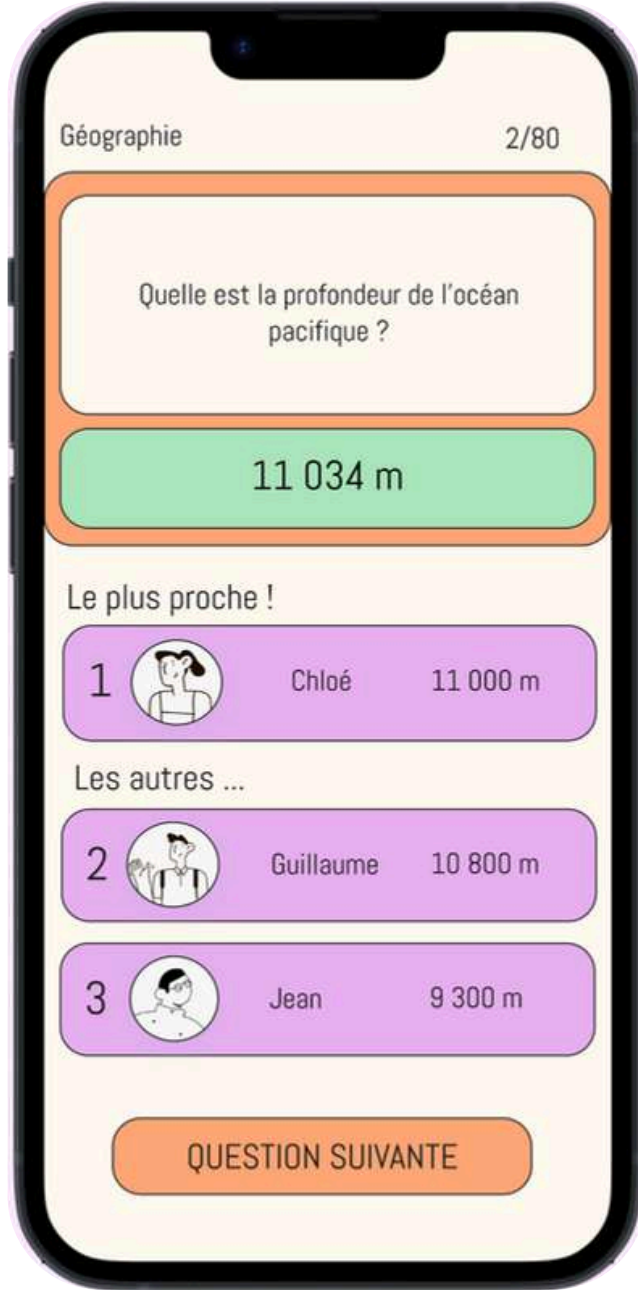 Géographie 2/80
Quelle est la profondeur de l'océan
pacifique ?
11 034 m
Le plus proche !
1 Chloé 11 000 m
Les autres ...
2 Guillaume 10 800 m
3 Jean 9 300 m
QUESTION SUIVANTE